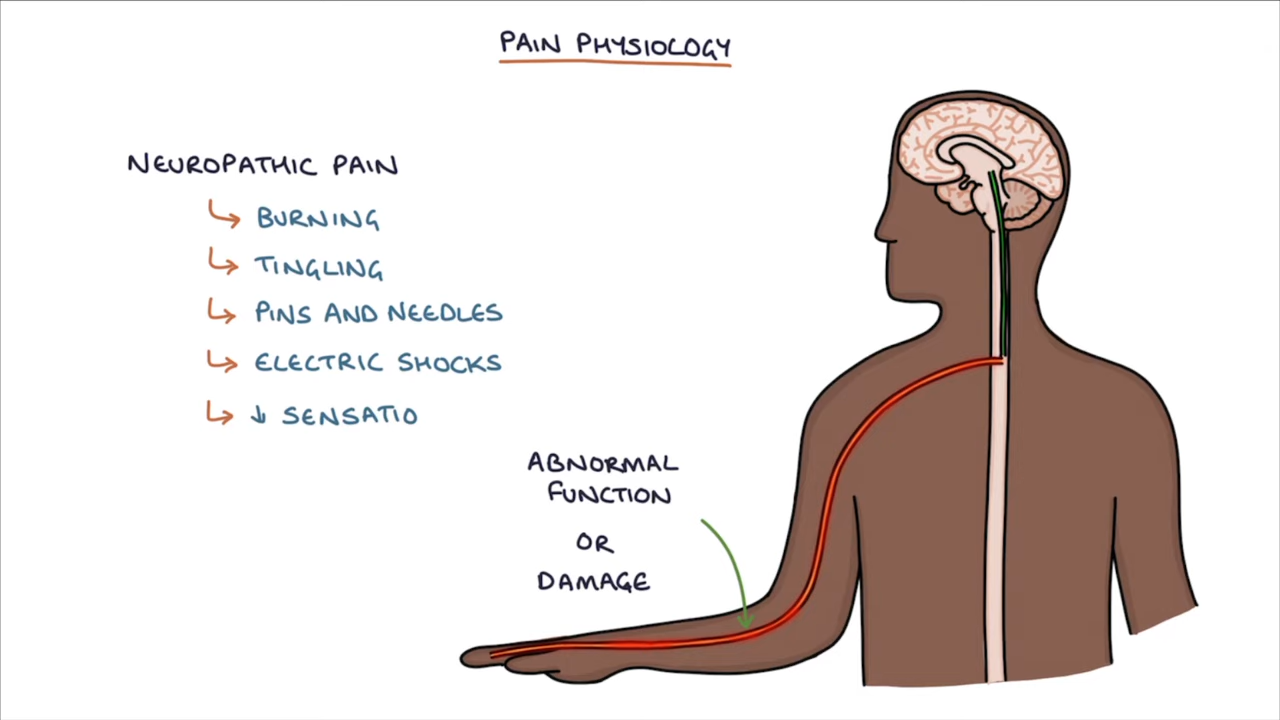 PAIN PHYSIOLOGY
NEUROPATHIC PAIN
BURNING
TINGLING
PINS AND NEEDLES
ELECTRIC SHOCKS
↓ SENSATIO
ABNORMAL
FUNCTION
OR
DAMAGE